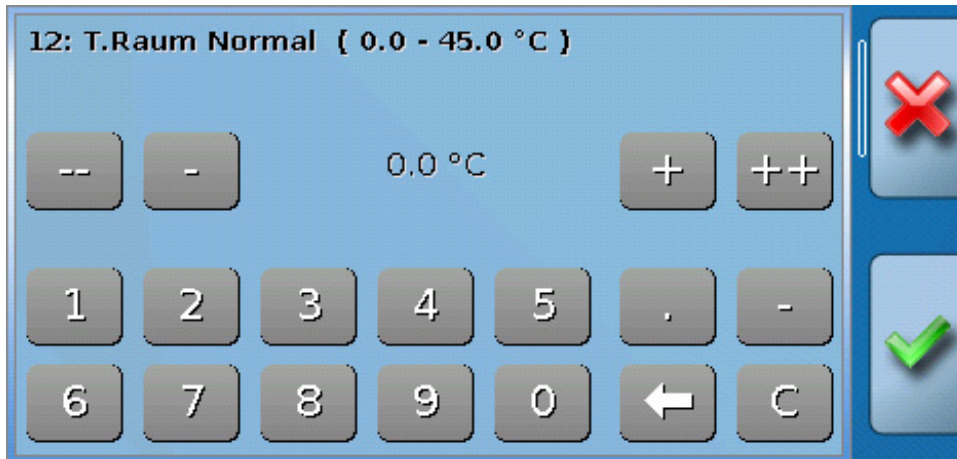 12: T.Raum Normal ( 0.0 - 45.0 °C )
-- - 0.0 °C + ++
1 2 3 4 5 . -
6 7 8 9 0 C